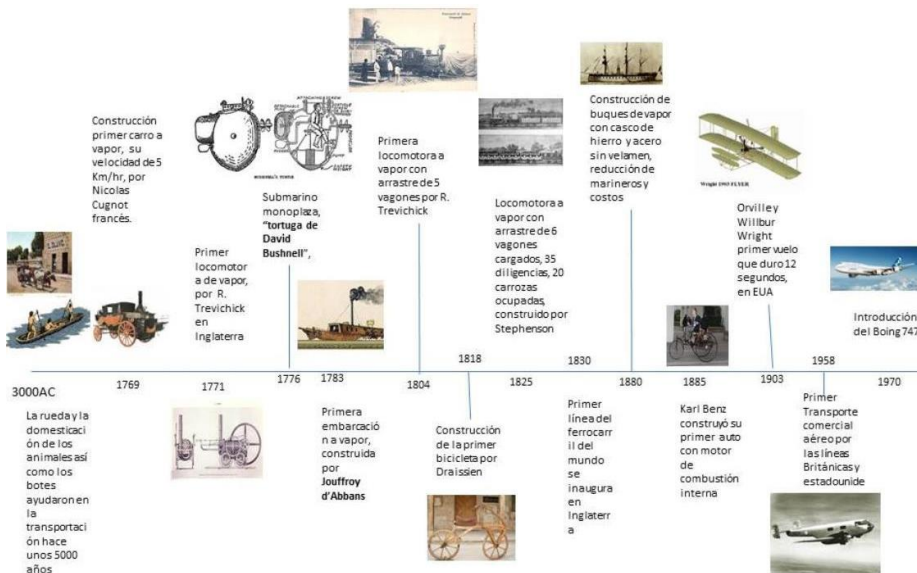 Construcción
primer carro a
vapor, su
velocidad de 5
Km/hr, por
Nicolas
Cugnot
francés.
Primer
locomotor
a de vapor,
por R.
Trevichick
en
Inglaterra
Submarino
monoplaza,
“tortuga de
David
Bushnell”,
Primera
locomotora a
vapor con
arrastre de 5
vagones por R.
Trevichick
Locomotora a
vapor con
arrastre de 6
vagones
cargados, 35
diligencias, 20
carrozas
ocupadas,
construido por
Stephenson
Construcción de
buques de vapor
con casco de
hierro y acero
sin velamen,
reducción de
marineros y
costos
Wright 1903 FLYER
Orville y
Willbur
Wright
primer vuelo
que duro 12
segundos,
en EUA
Introducción
del Boing 747
3000AC
1769
1771
1776
1783
1804
1818
1825
1830
1880
1885
1903
1958
1970
La rueda y la
domesticaci
ón de los
animales así
como los
botes
ayudaron en
la
transportaci
ón hace
unos 5000
años
Primera
embarcació
n a vapor,
construida
por
Jouffroy
d’Abbans
Construcción
de la primer
bicicleta por
Draissien
Primer
línea del
ferrocarr
il del
mundo
se
inaugura
en
Inglaterr
a
Karl Benz
construyó su
primer auto
con motor
de
combustión
interna
Primer
Transporte
comercial
aéreo por
las líneas
Británicas y
estadounide